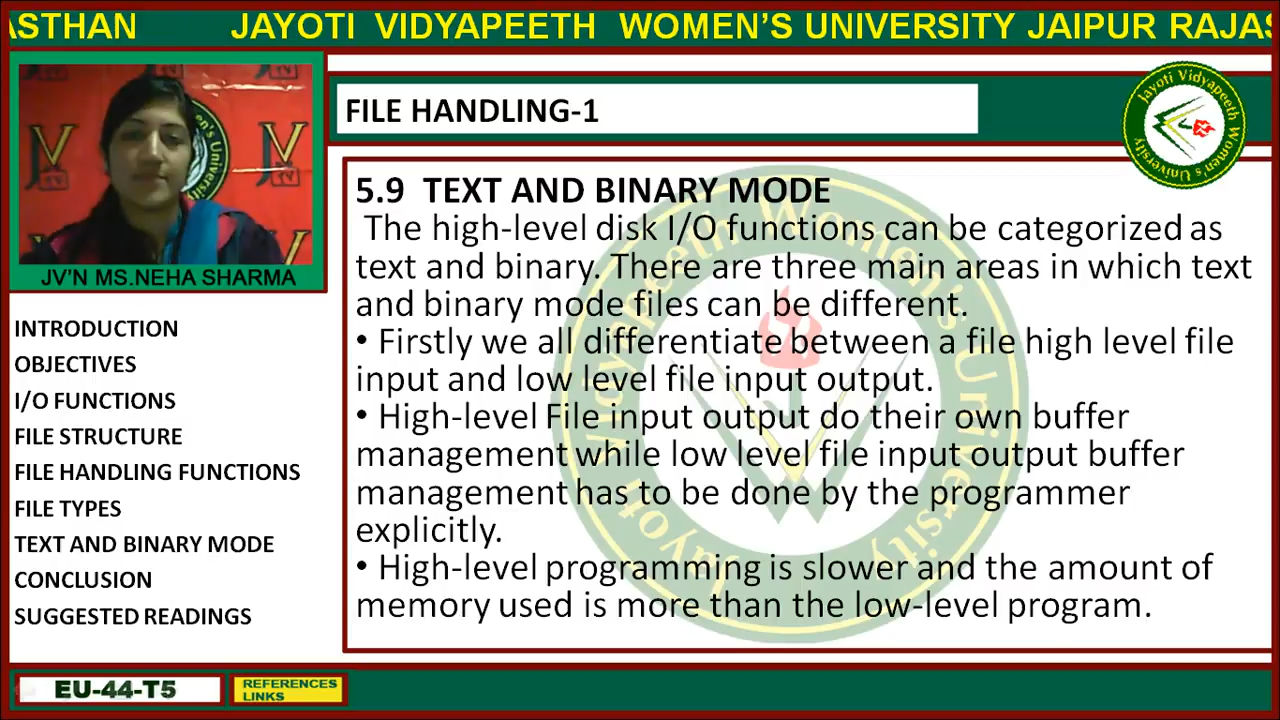 ASTHAN JAYOTI VIDYAPEETH WOMEN'S UNIVERSITY JAIPUR RAJAS
FILE HANDLING-1
Jayoti Vidyapeeth Women's University
JV'N MS.NEHA SHARMA
INTRODUCTION
OBJECTIVES
I/O FUNCTIONS
FILE STRUCTURE
FILE HANDLING FUNCTIONS
FILE TYPES
TEXT AND BINARY MODE
CONCLUSION
SUGGESTED READINGS
5.9 TEXT AND BINARY MODE
The high-level disk I/O functions can be categorized as
text and binary. There are three main areas in which text
and binary mode files can be different.
• Firstly we all differentiate between a file high level file
input and low level file input output.
• High-level File input output do their own buffer
management while low level file input output buffer
management has to be done by the programmer
explicitly.
• High-level programming is slower and the amount of
memory used is more than the low-level program.
EU-44-T5
REFERENCES
LINKS